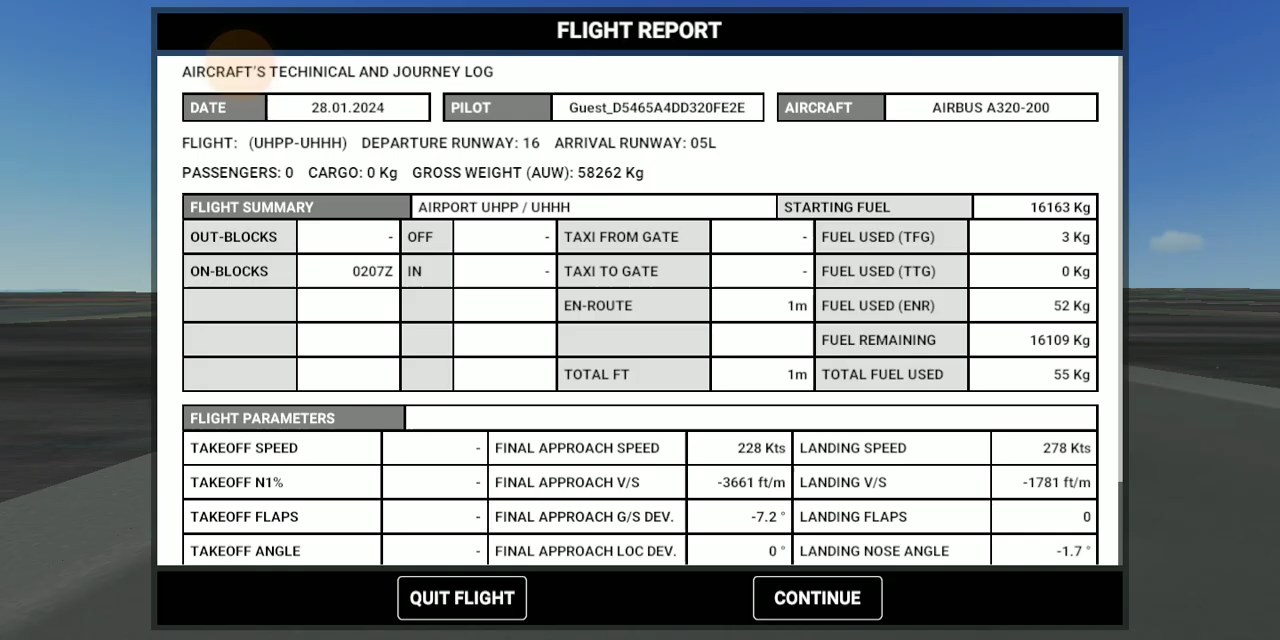 FLIGHT REPORT
AIRCRAFT'S TECHINICAL AND JOURNEY LOG
DATE 28.01.2024 PILOT Guest_D5465A4DD320FE2E AIRCRAFT AIRBUS A320-200
FLIGHT: (UHPP-UHHH) DEPARTURE RUNWAY: 16 ARRIVAL RUNWAY: 05L
PASSENGERS: 0 CARGO: 0 Kg GROSS WEIGHT (AUW): 58262 Kg
FLIGHT SUMMARY AIRPORT UHPP / UHHH STARTING FUEL 16163 Kg
OUT-BLOCKS - OFF - TAXI FROM GATE - FUEL USED (TFG) 3 Kg
ON-BLOCKS 0207Z IN - TAXI TO GATE - FUEL USED (TTG) 0 Kg
EN-ROUTE 1m FUEL USED (ENR) 52 Kg
FUEL REMAINING 16109 Kg
TOTAL FT 1m TOTAL FUEL USED 55 Kg
FLIGHT PARAMETERS
TAKEOFF SPEED - FINAL APPROACH SPEED 228 Kts LANDING SPEED 278 Kts
TAKEOFF N1% - FINAL APPROACH V/S -3661 ft/m LANDING V/S -1781 ft/m
TAKEOFF FLAPS - FINAL APPROACH G/S DEV. -7.2 ° LANDING FLAPS 0
TAKEOFF ANGLE - FINAL APPROACH LOC DEV. 0 ° LANDING NOSE ANGLE -1.7 °
QUIT FLIGHT CONTINUE